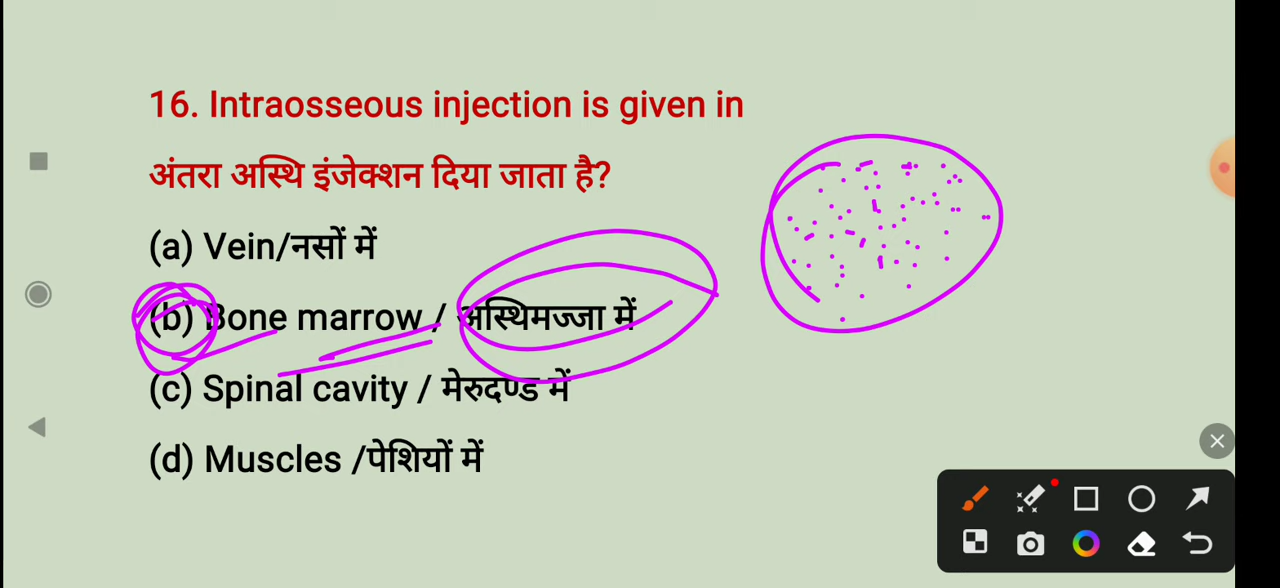 16. Intraosseous injection is given in
अंतरा अस्थि इंजेक्शन दिया जाता है?
(a) Vein/नसों में
(b) Bone marrow / अस्थिमज्जा में
(c) Spinal cavity / मेरुदण्ड में
(d) Muscles /पेशियों में